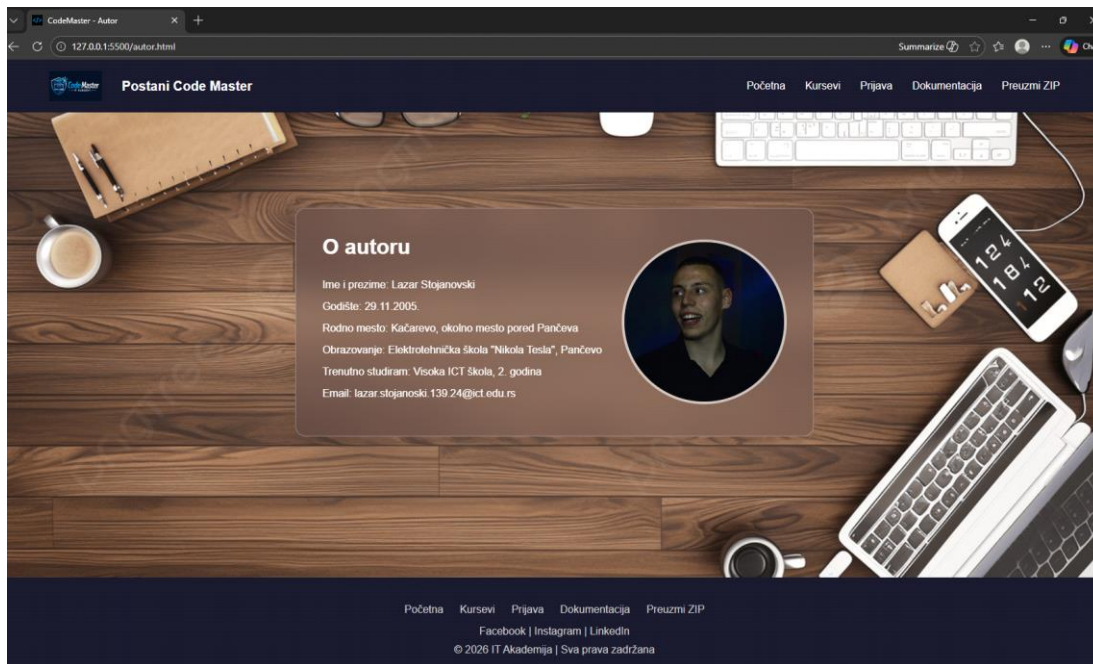 CodeMaster - Autor
127.0.0.1:5500/autor.html
Summarize
Code Master
Postani Code Master
Početna Kursevi Prijava Dokumentacija Preuzmi ZIP
O autoru
Ime i prezime: Lazar Stojanovski
Godište: 29.11.2005.
Rodno mesto: Kačarevo, okolno mesto pored Pančeva
Obrazovanje: Elektrotehnička škola "Nikola Tesla", Pančevo
Trenutno studiram: Visoka ICT škola, 2. godina
Email: lazar.stojanoski.139.24@ict.edu.rs
Početna Kursevi Prijava Dokumentacija Preuzmi ZIP
Facebook | Instagram | LinkedIn
© 2026 IT Akademija | Sva prava zadržana